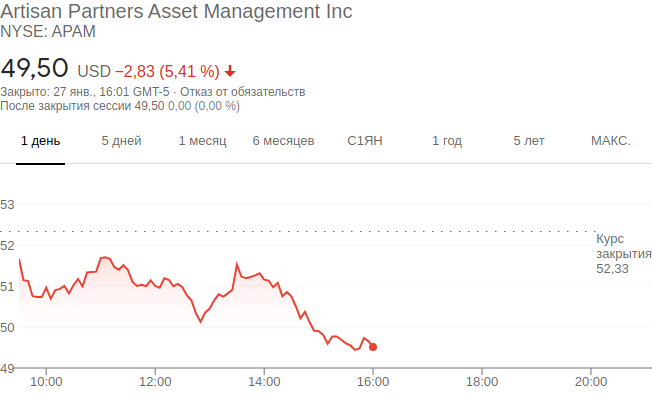 Artisan Partners Asset Management Inc
NYSE: APAM
49,50 USD −2,83 (5,41 %)
Закрыто: 27 янв., 16:01 GMT-5 · Отказ от обязательств
После закрытия сессии 49,50 0,00 (0,00 %)
1 день 5 дней 1 месяц 6 месяцев С1ЯН 1 год 5 лет МАКС.
53
52
51
50
49
Курс
закрытия
52,33
10:00 12:00 14:00 16:00 18:00 20:00